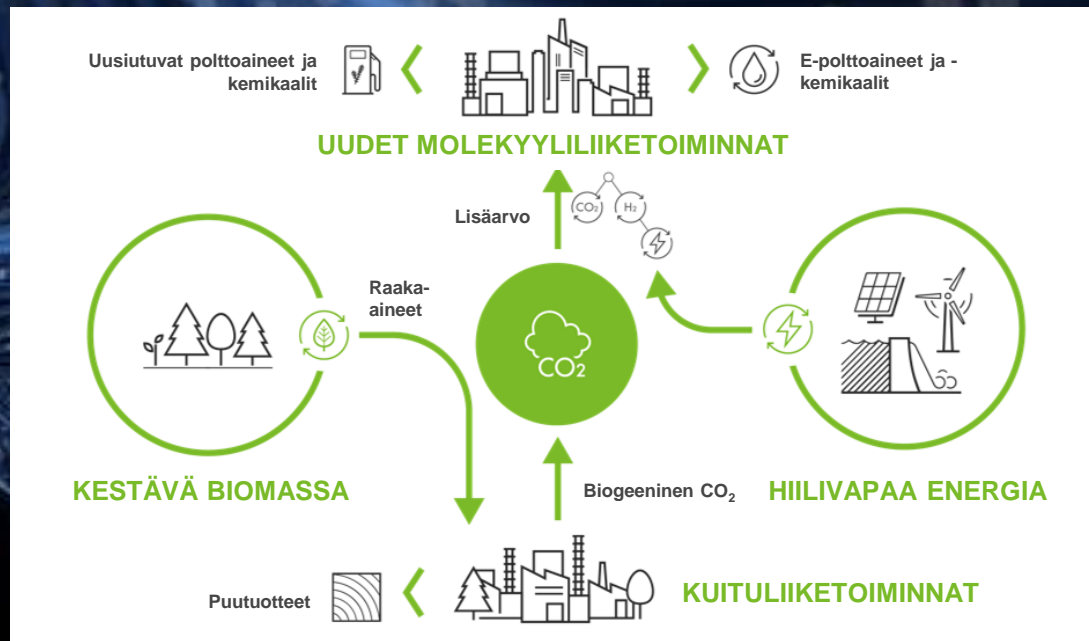 Uusiutuvat polttoaineet ja
kemikaalit
E-polttoaineet ja -
kemikaalit
UUDET MOLEKYYLILIIKETOIMINNAT
Lisäarvo
CO₂
H₂
Raaka-
aineet
CO₂
KESTÄVÄ BIOMASSA
Biogeeninen CO₂
HIILIVAPAA ENERGIA
Puutuotteet
KUITULIIKETOIMINNAT